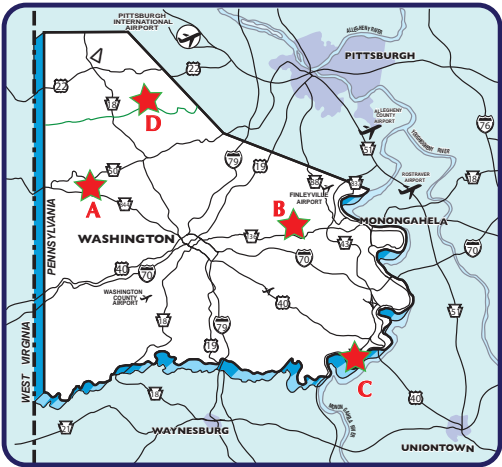 PITTSBURGH
INTERNATIONAL
AIRPORT
ALLEGHENY RIVER
PITTSBURGH
22
22
18
D
ALLEGHENY
COUNTY
AIRPORT
76
51
YOUGHIOGHENY RIVER
79
19
50
A
88
FINLEYVILLE
AIRPORT
ROSTRAVER
AIRPORT
18
B
MONONGAHELA
PENNSYLVANIA
WASHINGTON
43
70
70
40
70
WASHINGTON
COUNTY
AIRPORT
40
18
79
51
19
WEST VIRGINIA
C
18
40
21
WAYNESBURG
UNIONTOWN